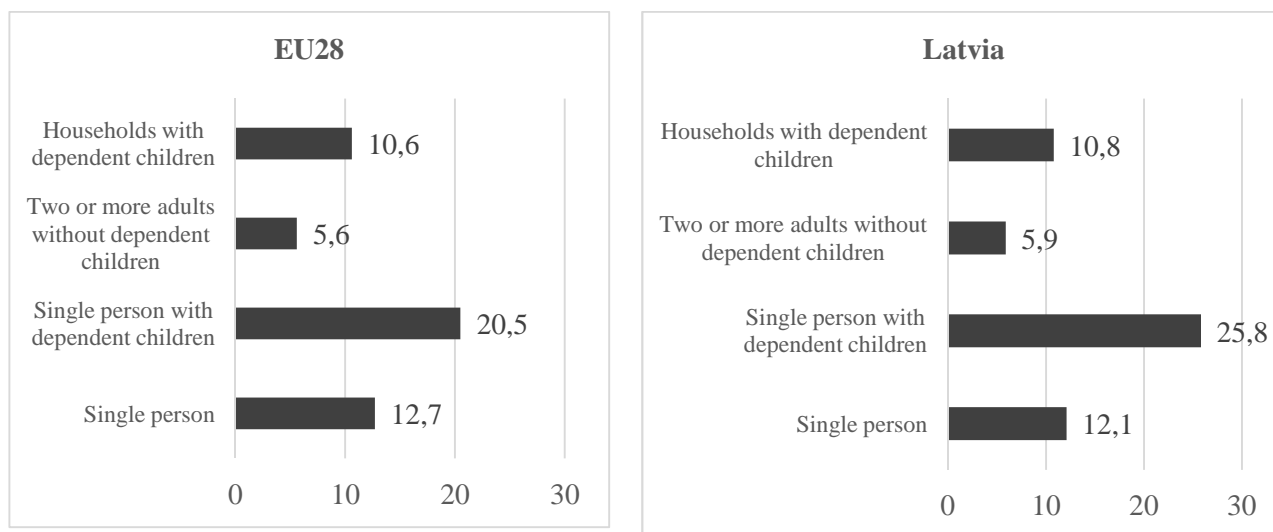 EU28
Households with
dependent children
10,6
Two or more adults
without dependent
children
5,6
Single person with
dependent children
20,5
Single person
12,7
0 10 20 30
Latvia
Households with dependent
children
10,8
Two or more adults without
dependent children
5,9
Single person with
dependent children
25,8
Single person
12,1
0 10 20 30